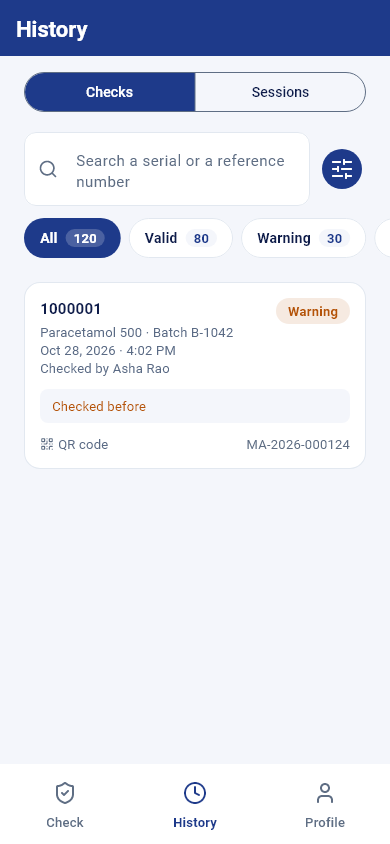 History
Checks
Sessions
Search a serial or a reference
number
All 120
Valid 80
Warning 30
1000001
Warning
Paracetamol 500 · Batch B-1042
Oct 28, 2026 · 4:02 PM
Checked by Asha Rao
Checked before
QR code
MA-2026-000124
Check
History
Profile